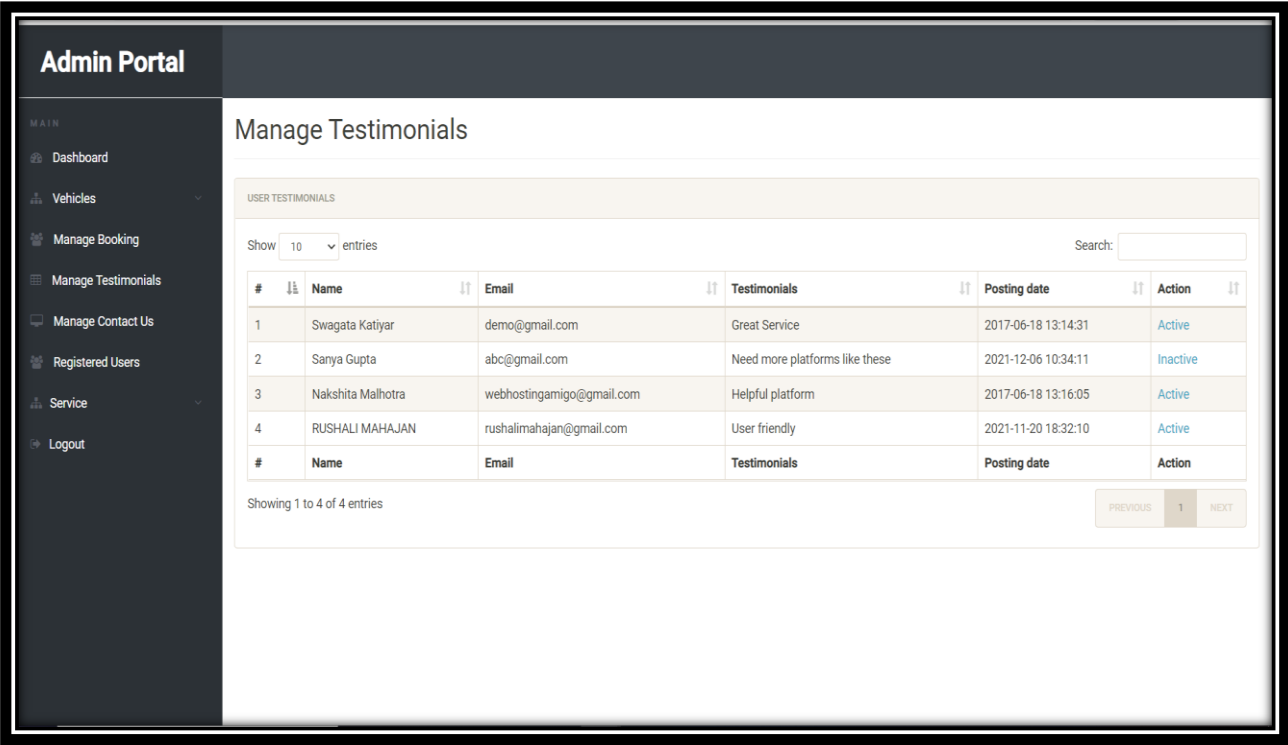 Admin Portal
MAIN
Dashboard
Vehicles
Manage Booking
Manage Testimonials
Manage Contact Us
Registered Users
Service
Logout
Manage Testimonials
USER TESTIMONIALS
Show 10 entries Search:
# Name Email Testimonials Posting date Action
1 Swagata Katiyar demo@gmail.com Great Service 2017-06-18 13:14:31 Active
2 Sanya Gupta abc@gmail.com Need more platforms like these 2021-12-06 10:34:11 Inactive
3 Nakshita Malhotra webhostingamigo@gmail.com Helpful platform 2017-06-18 13:16:05 Active
4 RUSHALI MAHAJAN rushalimahajan@gmail.com User friendly 2021-11-20 18:32:10 Active
# Name Email Testimonials Posting date Action
Showing 1 to 4 of 4 entries
PREVIOUS 1 NEXT